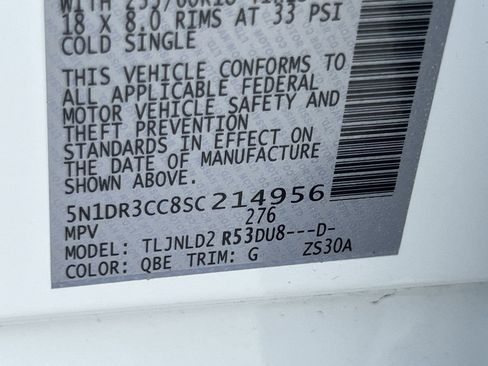 18 X 8.0 RIMS AT 33 PSI
COLD SINGLE
THIS VEHICLE CONFORMS TO
ALL APPLICABLE FEDERAL
MOTOR VEHICLE SAFETY AND
THEFT PREVENTION
STANDARDS IN EFFECT ON
THE DATE OF MANUFACTURE
SHOWN ABOVE.
5N1DR3CC8SC214956
MPV 276
MODEL: TLJNLD2 R53DU8---D-
COLOR: QBE TRIM: G ZS30A